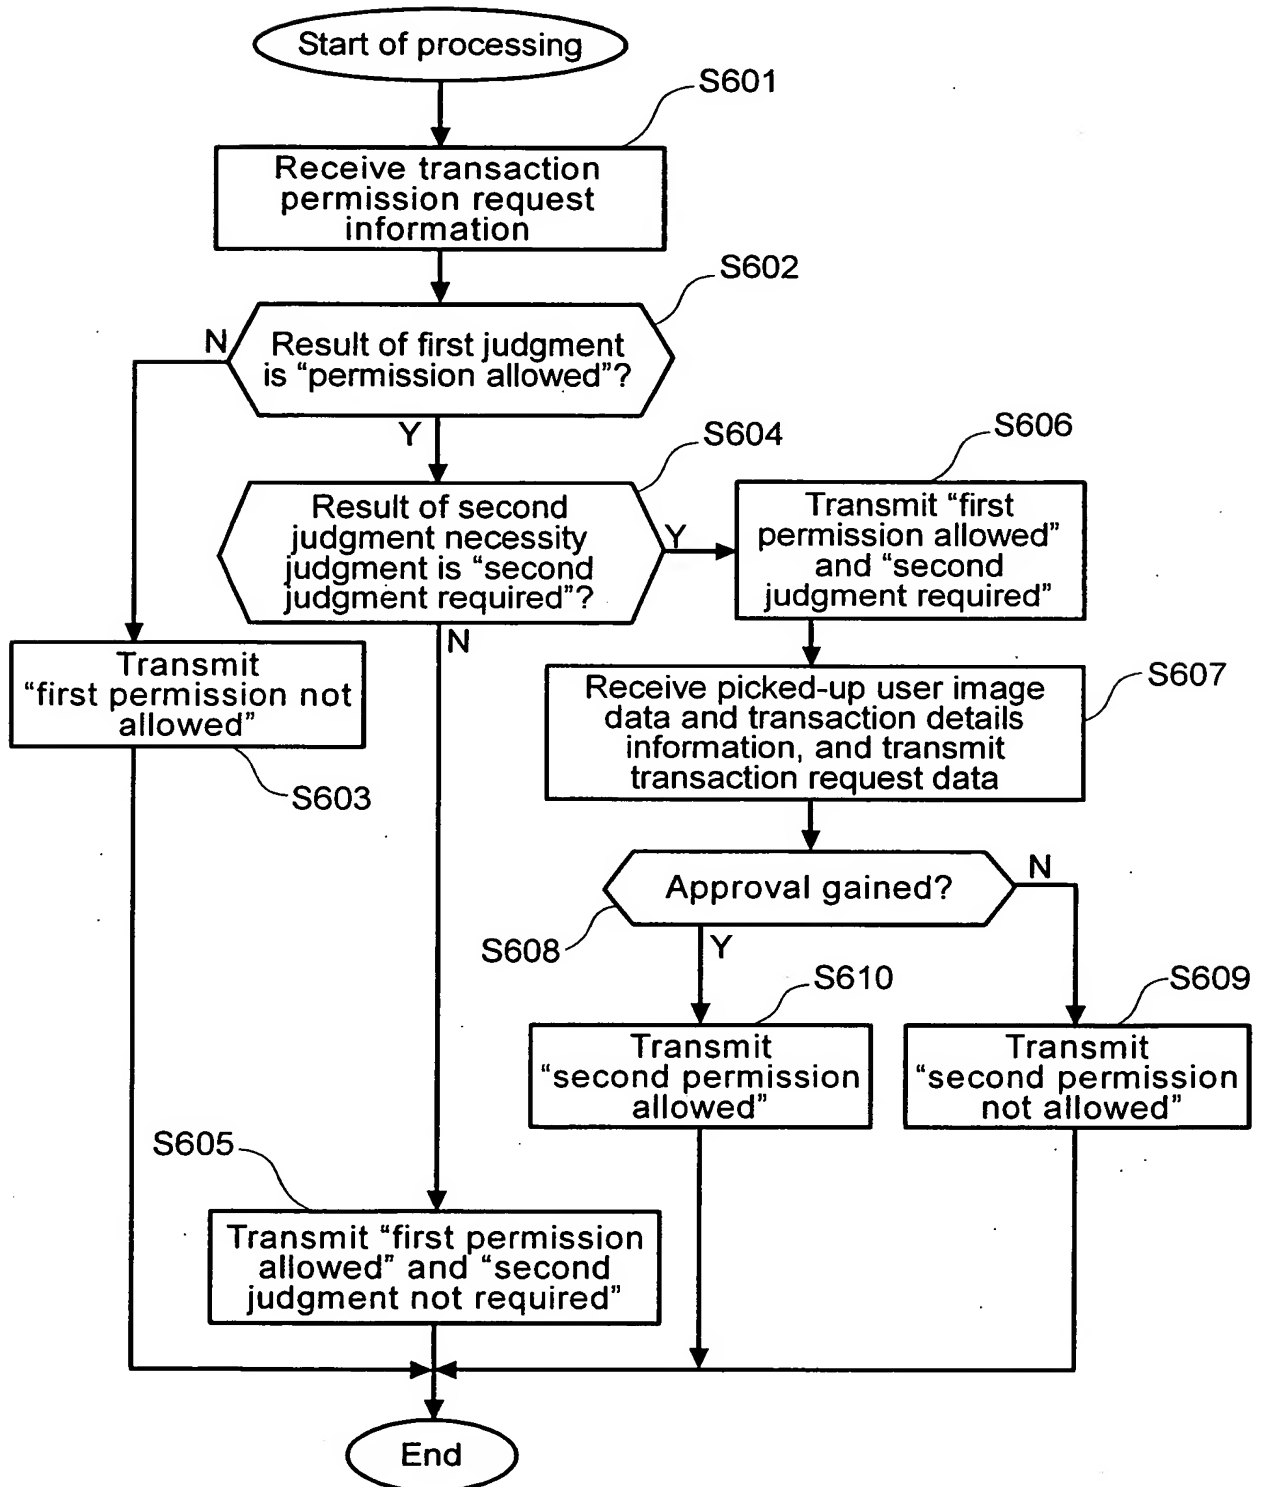 Start of processing
S601
Receive transaction
permission request
information
S602
N
Result of first judgment
is “permission allowed”?
Y
S604
S606
Result of second
judgment necessity
judgment is “second
judgment required”?
Y
Transmit “first
permission allowed”
and “second
judgment required”
N
Transmit
“first permission not
allowed”
S603
S607
Receive picked-up user image
data and transaction details
information, and transmit
transaction request data
Approval gained?
N
S608
Y
S610
S609
Transmit
“second permission
allowed”
Transmit
“second permission
not allowed”
S605
Transmit “first permission
allowed” and “second
judgment not required”
End